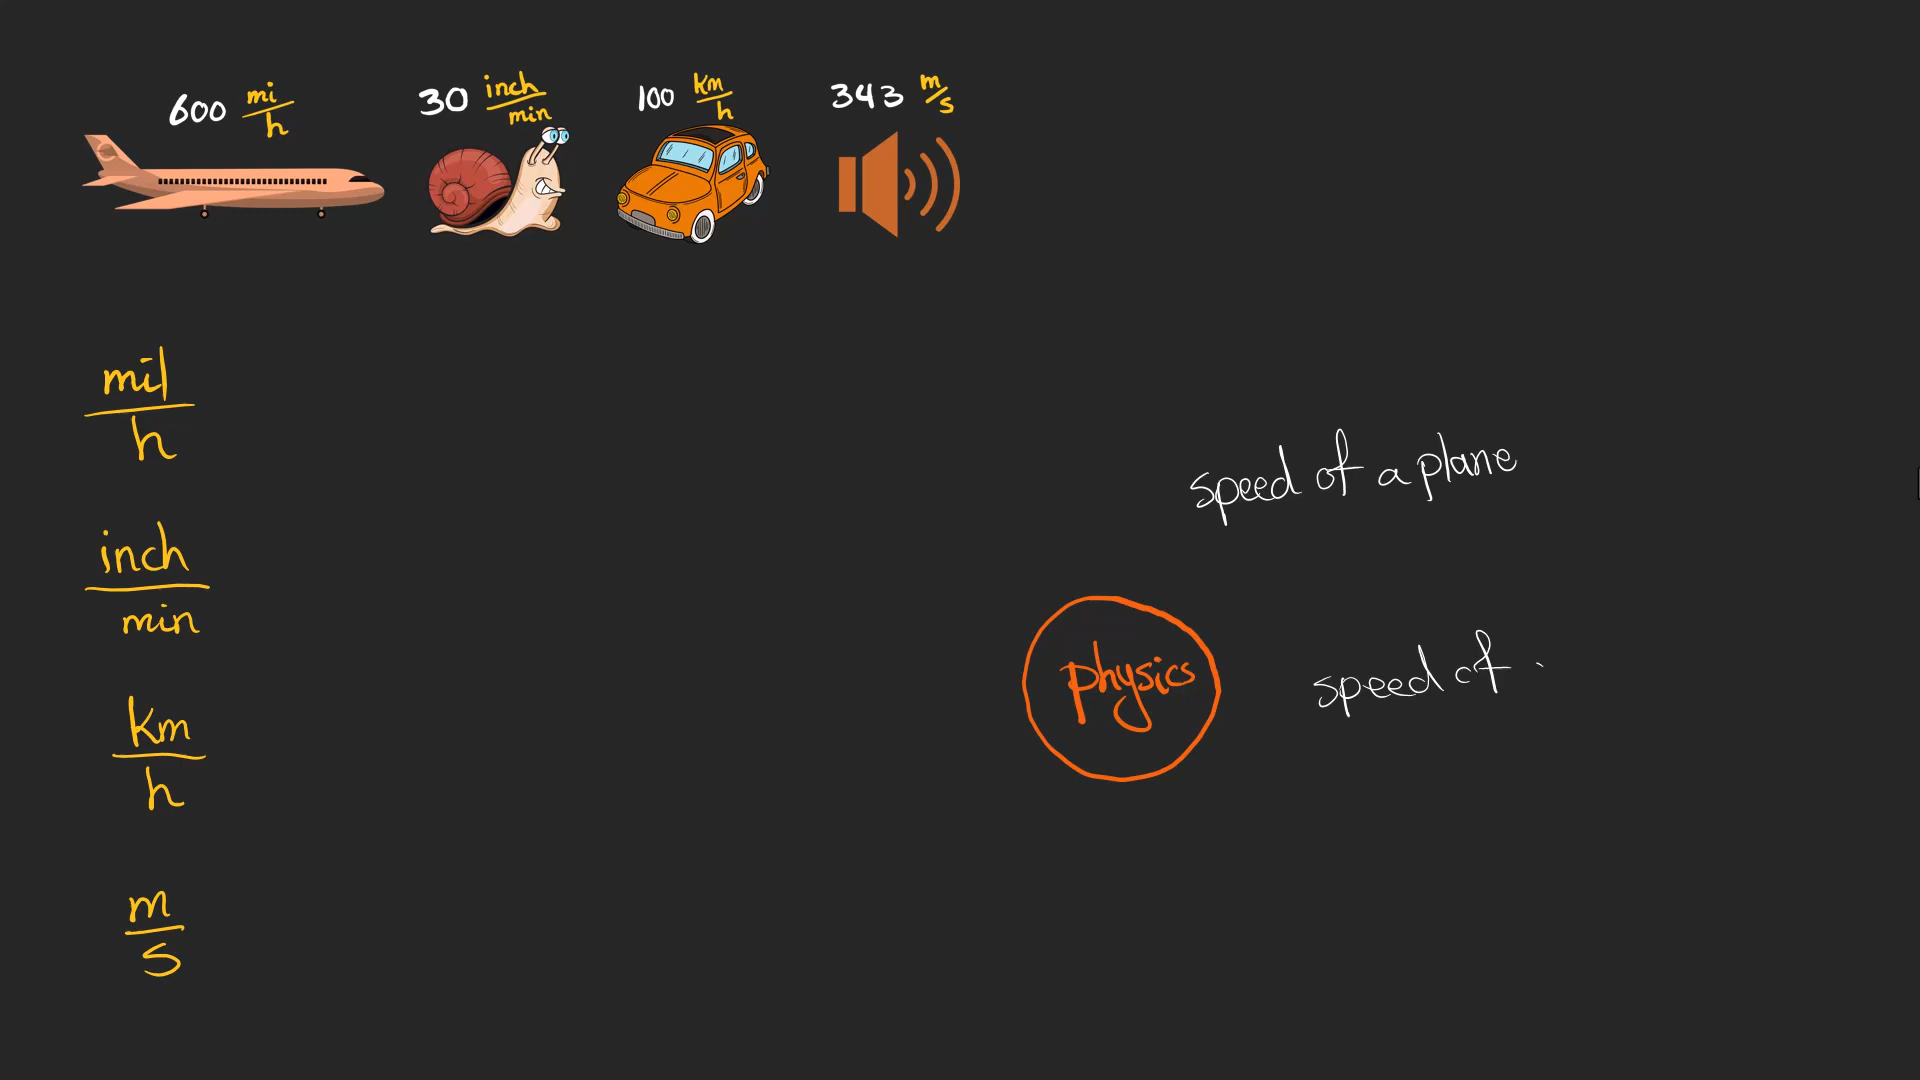 600 mi/h
30 inch/min
100 km/h
343 m/s
mil
h
speed of a plane
inch
min
physics
speed of
km
h
m
s